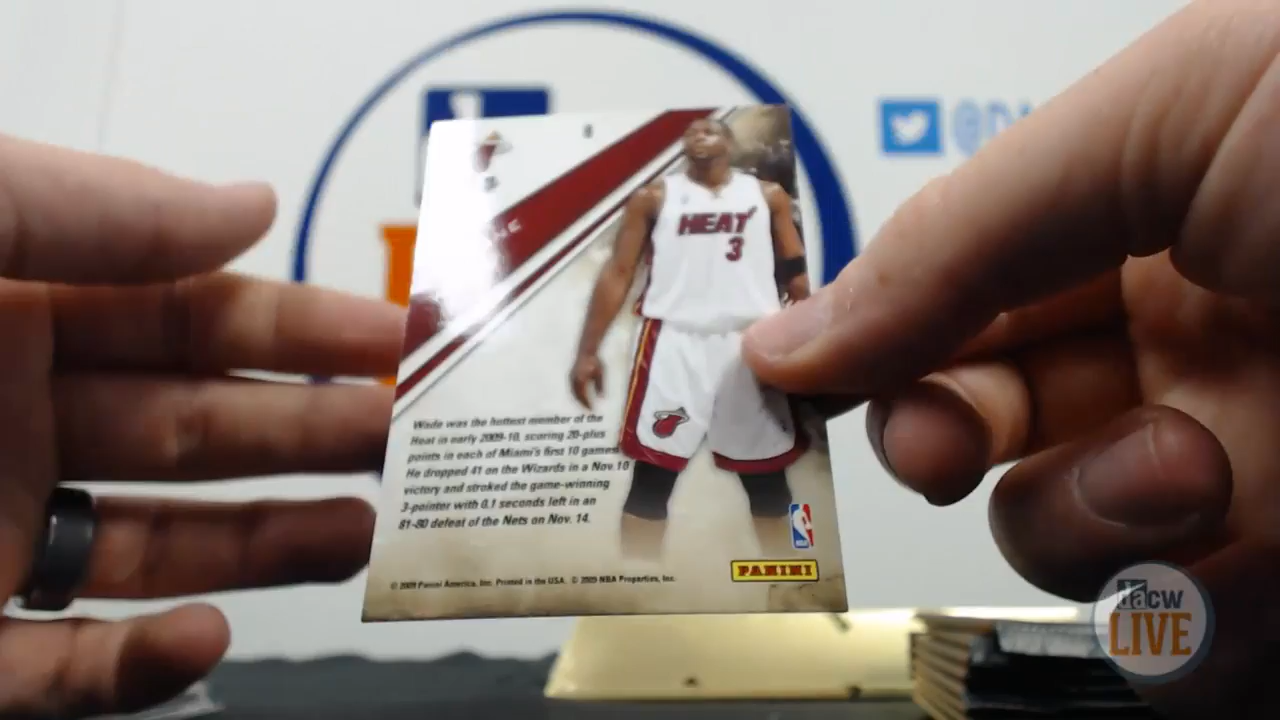 @DA
HEAT
3
Wade was the hottest member of the
Heat in early 2009-10, scoring 20-plus
points in each of Miami's first 10 games.
He dropped 41 on the Wizards in a Nov.10
victory and stroked the game-winning
3-pointer with 0.1 seconds left in an
81-80 defeat of the Nets on Nov. 14.
© 2009 Panini America, Inc. Printed in the USA. © 2009 NBA Properties, Inc.
PANINI
dacw
LIVE